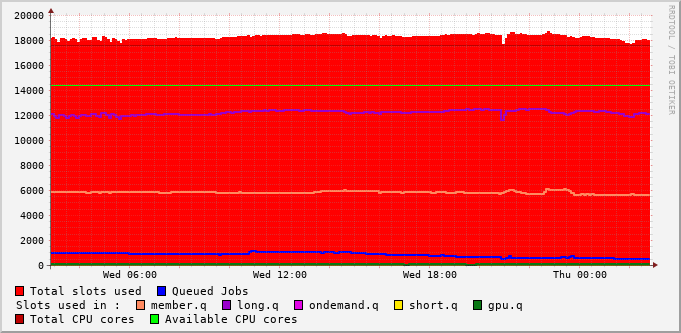 20000
18000
16000
14000
12000
10000
8000
6000
4000
2000
0
Wed 06:00 Wed 12:00 Wed 18:00 Thu 00:00
RRDTOOL / TOBI OETIKER
Total slots used Queued Jobs
Slots used in : member.q long.q ondemand.q short.q gpu.q
Total CPU cores Available CPU cores